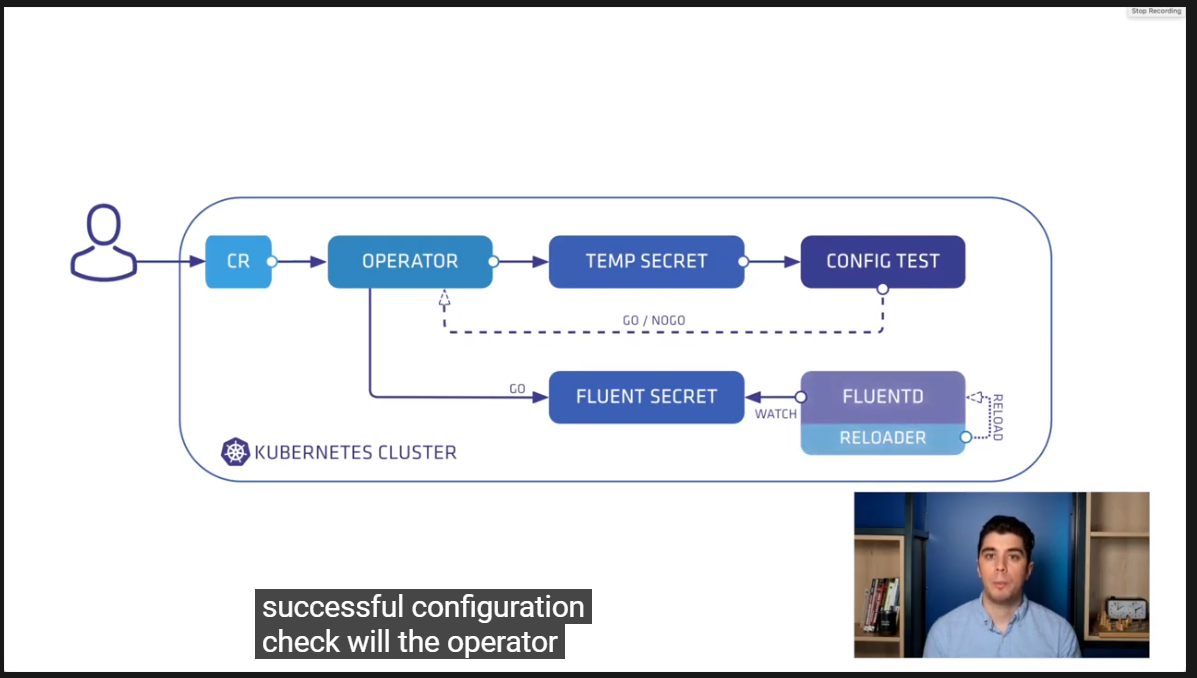 Stop Recording
CR
OPERATOR
TEMP SECRET
CONFIG TEST
GO / NOGO
GO
FLUENT SECRET
WATCH
FLUENTD
RELOADER
RELOAD
KUBERNETES CLUSTER
successful configuration
check will the operator